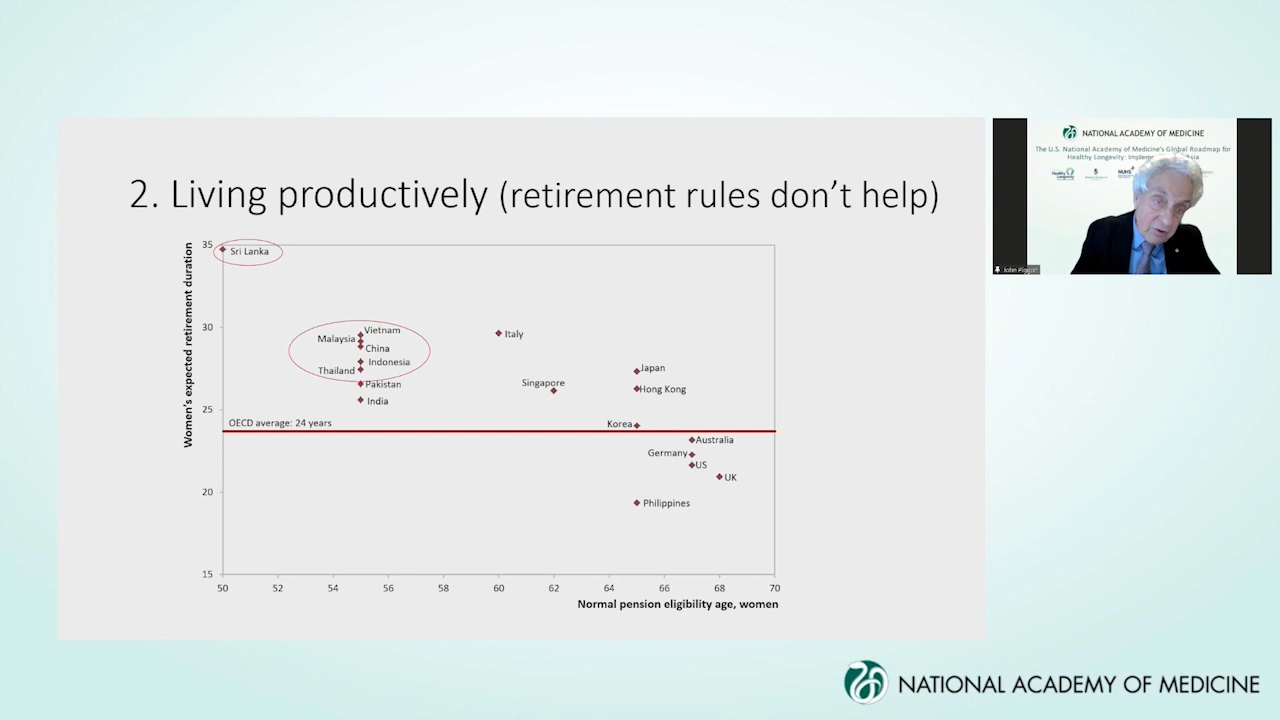 2. Living productively (retirement rules don't help)
Women's expected retirement duration
35
30
25
20
15
Sri Lanka
Vietnam
Malaysia
China
Indonesia
Thailand
Pakistan
India
Italy
Singapore
Japan
Hong Kong
OECD average: 24 years
Korea
Australia
Germany
US
UK
Philippines
50 52 54 56 58 60 62 64 66 68 70
Normal pension eligibility age, women
NATIONAL ACADEMY OF MEDICINE
The U.S. National Academy of Medicine's Global Roadmap for
Healthy Longevity:
NUHS
John
NATIONAL ACADEMY OF MEDICINE